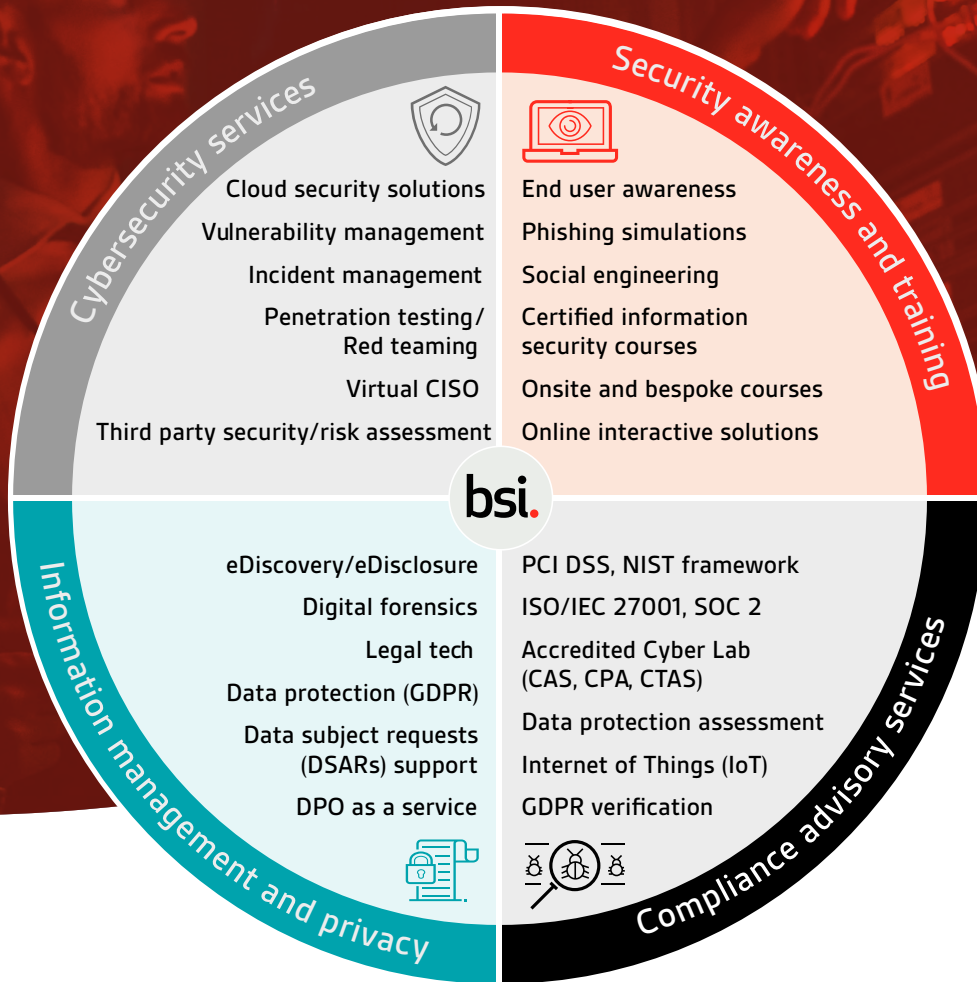 Cybersecurity services
Cloud security solutions
Vulnerability management
Incident management
Penetration testing/
Red teaming
Virtual CISO
Third party security/risk assessment
Security awareness and training
End user awareness
Phishing simulations
Social engineering
Certified information
security courses
Onsite and bespoke courses
Online interactive solutions
bsi.
Information management and privacy
eDiscovery/eDisclosure
Digital forensics
Legal tech
Data protection (GDPR)
Data subject requests
(DSARs) support
DPO as a service
Compliance advisory services
PCI DSS, NIST framework
ISO/IEC 27001, SOC 2
Accredited Cyber Lab
(CAS, CPA, CTAS)
Data protection assessment
Internet of Things (IoT)
GDPR verification